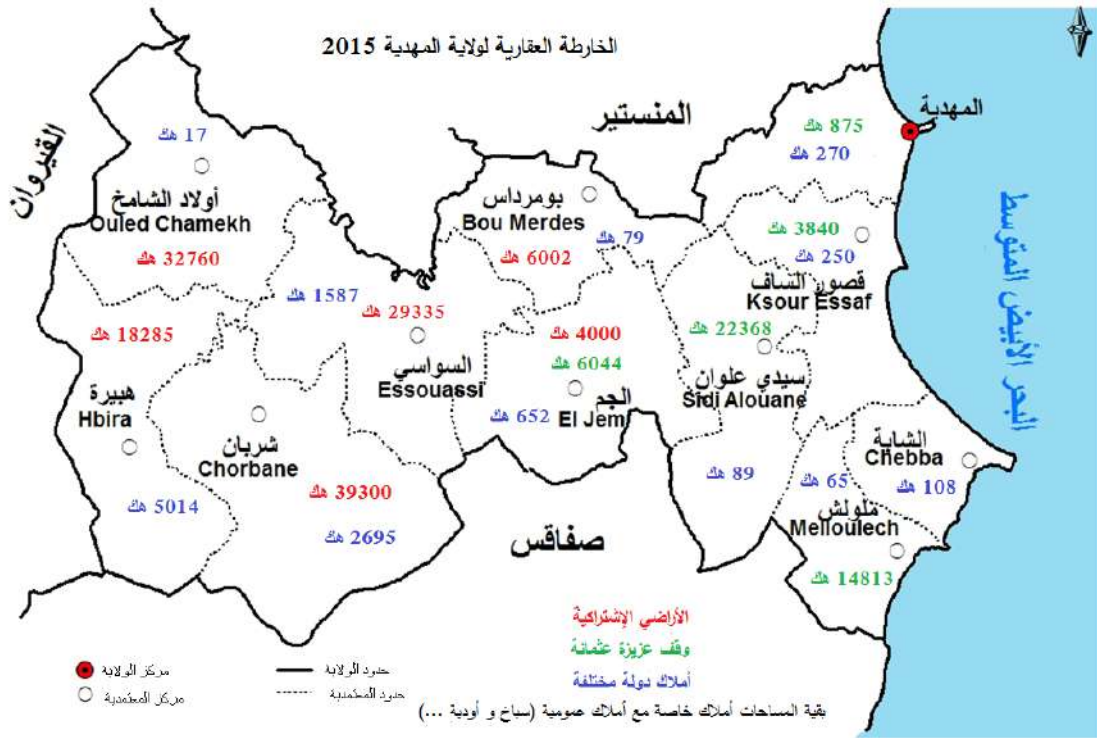 الخارطة العقارية لولاية المهدية 2015
المنستير
القيروان
المهدية
875 هك
270 هك
17 هك
أولاد الشامخ
Ouled Chamekh
32760 هك
بومرداس
Bou Merdes
79 هك
6002 هك
3840 هك
250 هك
قصور الساف
Ksour Essaf
البحر الأبيض المتوسط
1587 هك
29335 هك
السواسي
Essouassi
18285 هك
هبيرة
Hbira
5014 هك
4000 هك
6044 هك
الجم
El Jem
652 هك
22368 هك
سيدي علوان
Sidi Alouane
89 هك
شربان
Chorbane
39300 هك
2695 هك
الشابة
Chebba
108 هك
65 هك
ملولش
Melloulech
14813 هك
صفاقس
الأراضي الإشتراكية
وقف عزيزة عثمانة
أملاك دولة مختلفة
حدود الولاية
مركز الولاية
حدود المعتمدية
مركز المعتمدية
بقية المساحات أملاك خاصة مع أملاك عمومية (سباخ و أودية ...)